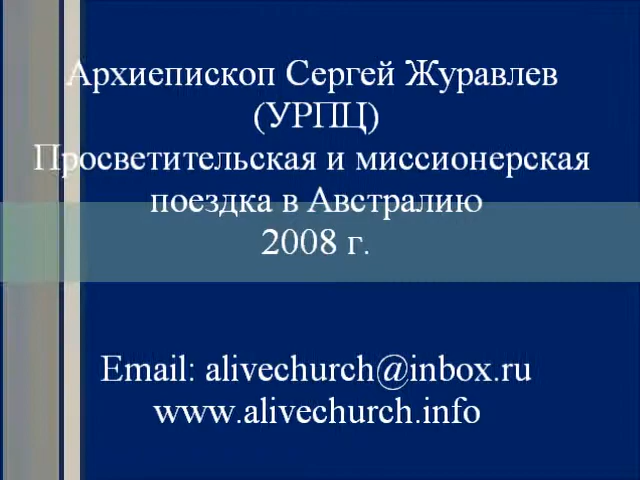 Архиепископ Сергей Журавлев
(УРПЦ)
Просветительская и миссионерская
поездка в Австралию
2008 г.
Email: alivechurch@inbox.ru
www.alivechurch.info